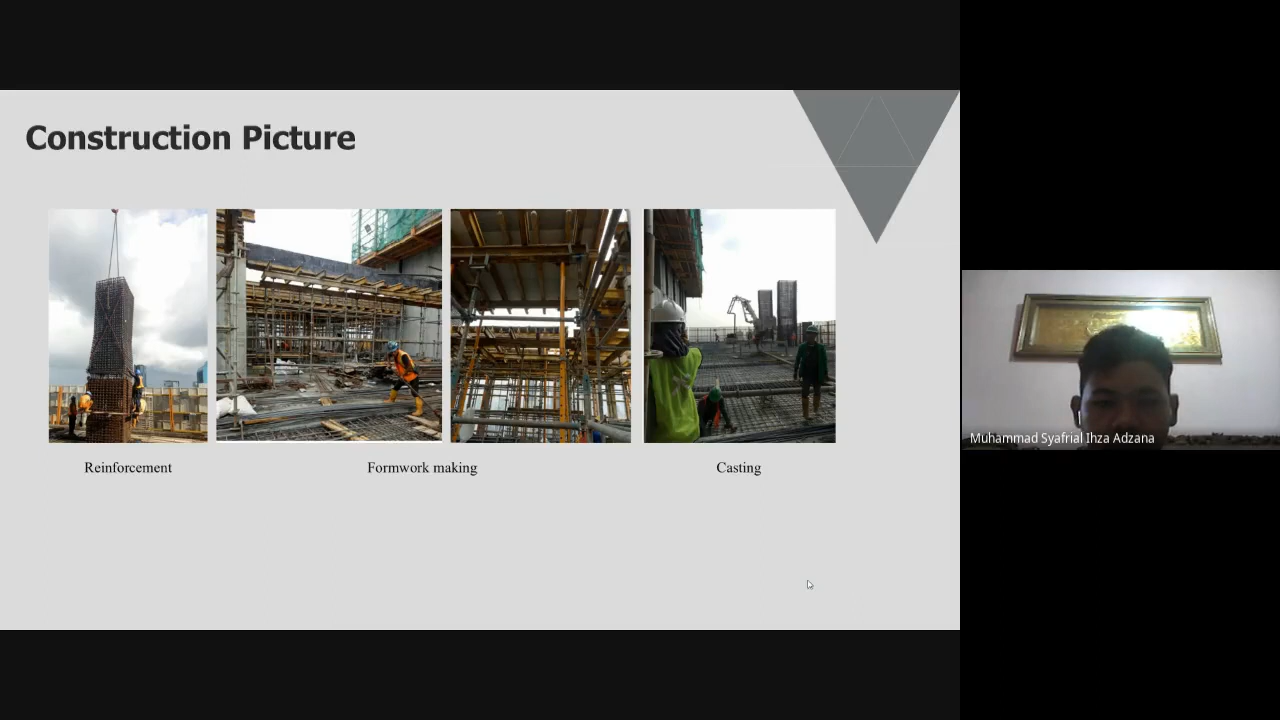 Construction Picture
Reinforcement
Formwork making
Casting
Muhammad Syafrial Ihza Adzana